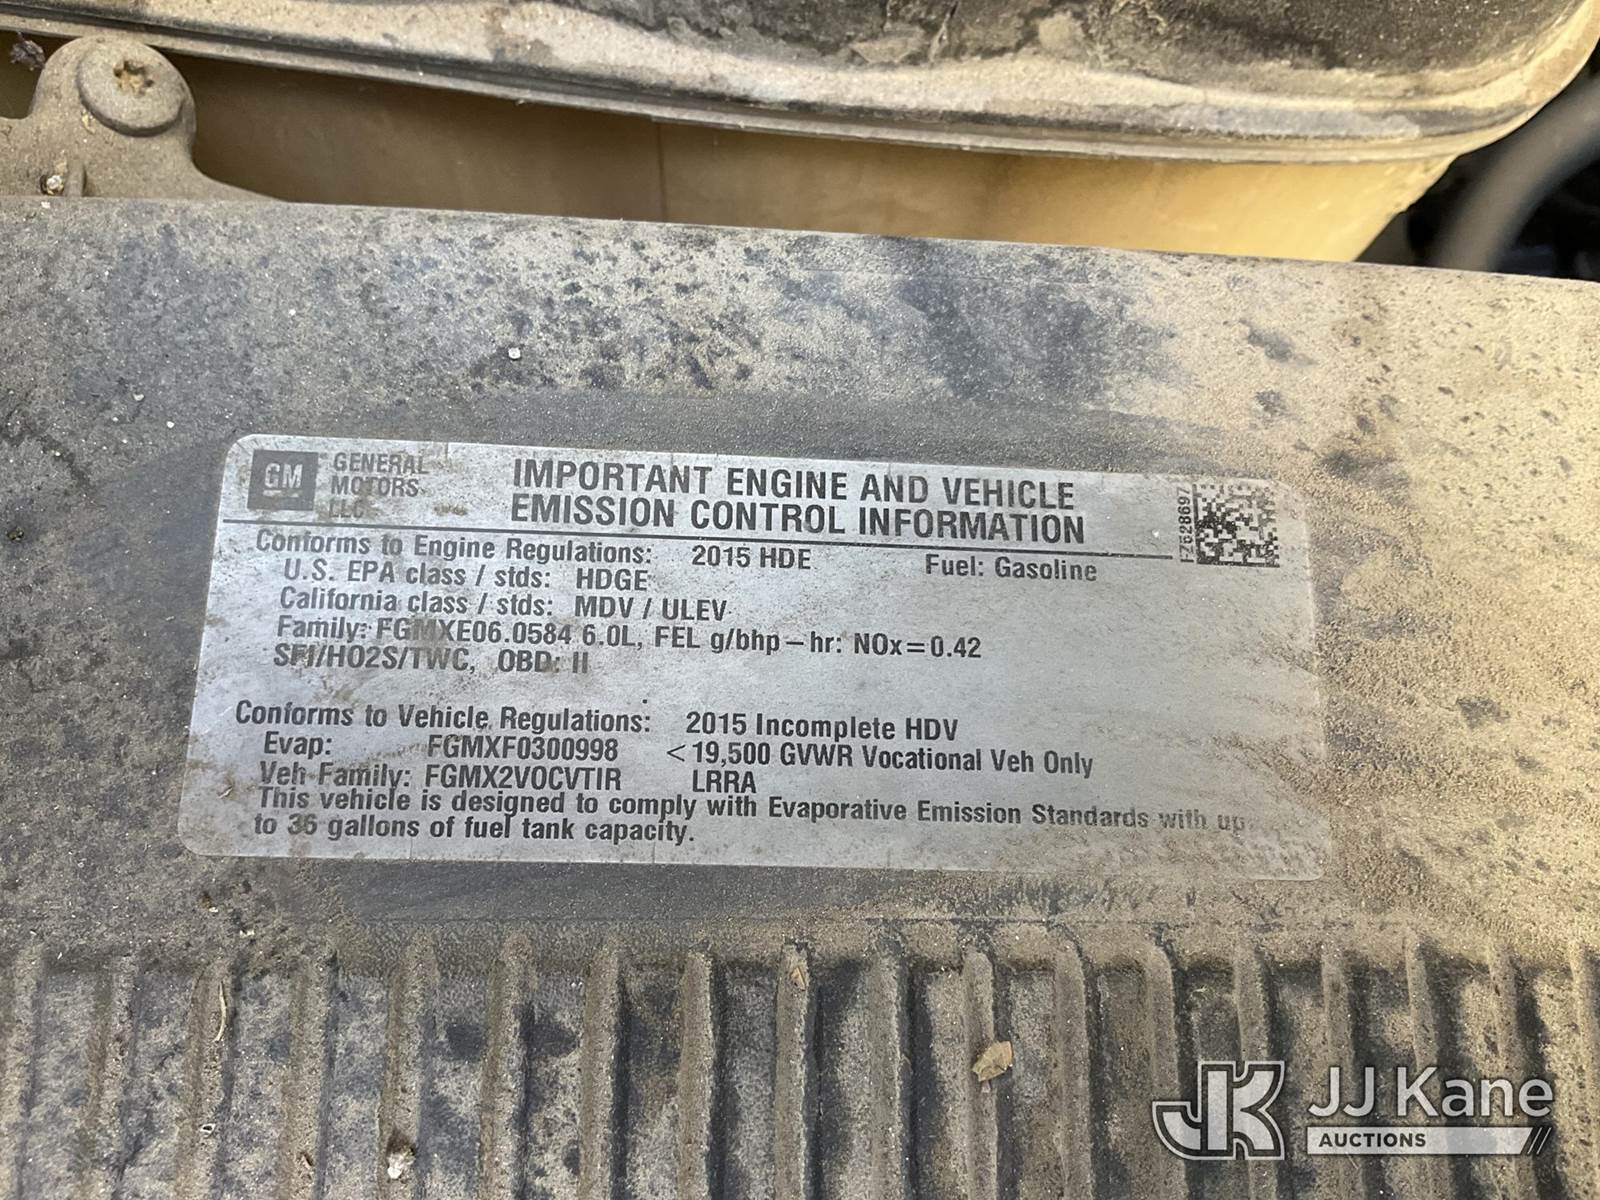 GM
GENERAL
MOTORS
LLC
IMPORTANT ENGINE AND VEHICLE
EMISSION CONTROL INFORMATION
FZ628697
Conforms to Engine Regulations: 2015 HDE Fuel: Gasoline
U.S. EPA class / stds: HDGE
California class / stds: MDV / ULEV
Family: FGMXE06.0584 6.0L, FEL g/bhp-hr: NOx=0.42
SFI/HO2S/TWC, OBD: II
Conforms to Vehicle Regulations: 2015 Incomplete HDV
Evap: FGMXF0300998 <19,500 GVWR Vocational Veh Only
Veh Family: FGMX2VOCVTIR LRRA
This vehicle is designed to comply with Evaporative Emission Standards with up
to 36 gallons of fuel tank capacity.
JK JJ Kane
AUCTIONS